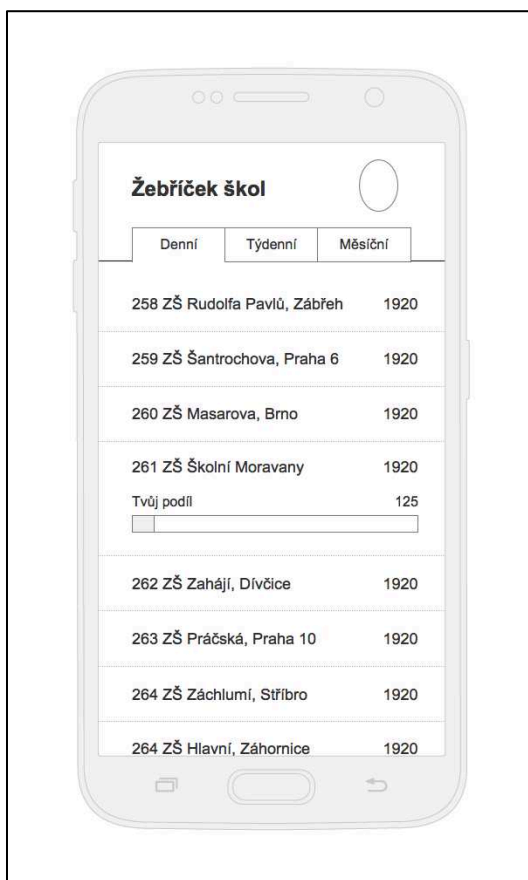 Žebříček škol
Denní Týdenní Měsíční
258 ZŠ Rudolfa Pavlů, Zábřeh 1920
259 ZŠ Šantrochova, Praha 6 1920
260 ZŠ Masarova, Brno 1920
261 ZŠ Školní Moravany 1920
Tvůj podíl 125
262 ZŠ Zahájí, Dívčice 1920
263 ZŠ Práčská, Praha 10 1920
264 ZŠ Záchlumí, Stříbro 1920
264 ZŠ Hlavní, Záhornice 1920